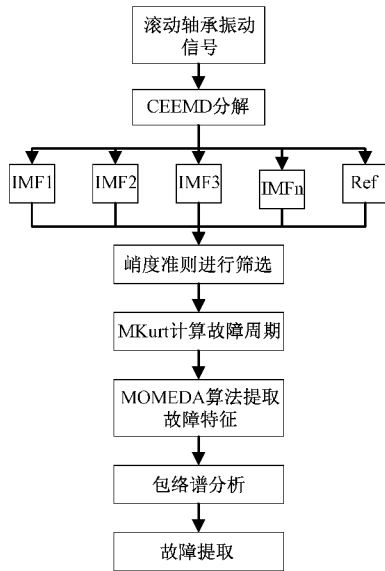 滚动轴承振动
信号
CEEMD分解
IMF1 IMF2 IMF3 IMFn Ref
峭度准则进行筛选
MKurt计算故障周期
MOMEDA算法提取
故障特征
包络谱分析
故障提取